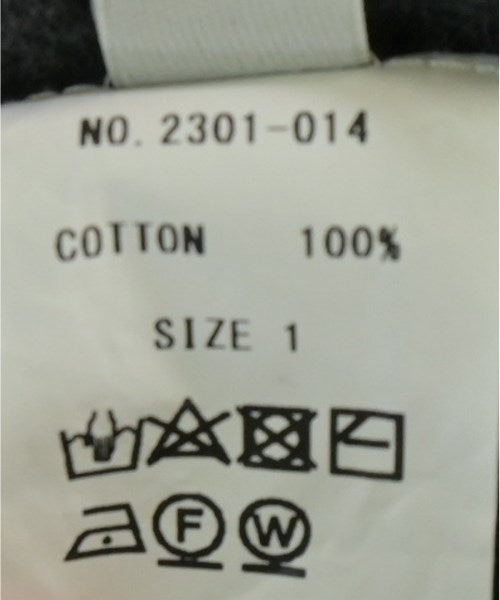 NO. 2301-014
COTTON 100%
SIZE 1
F W